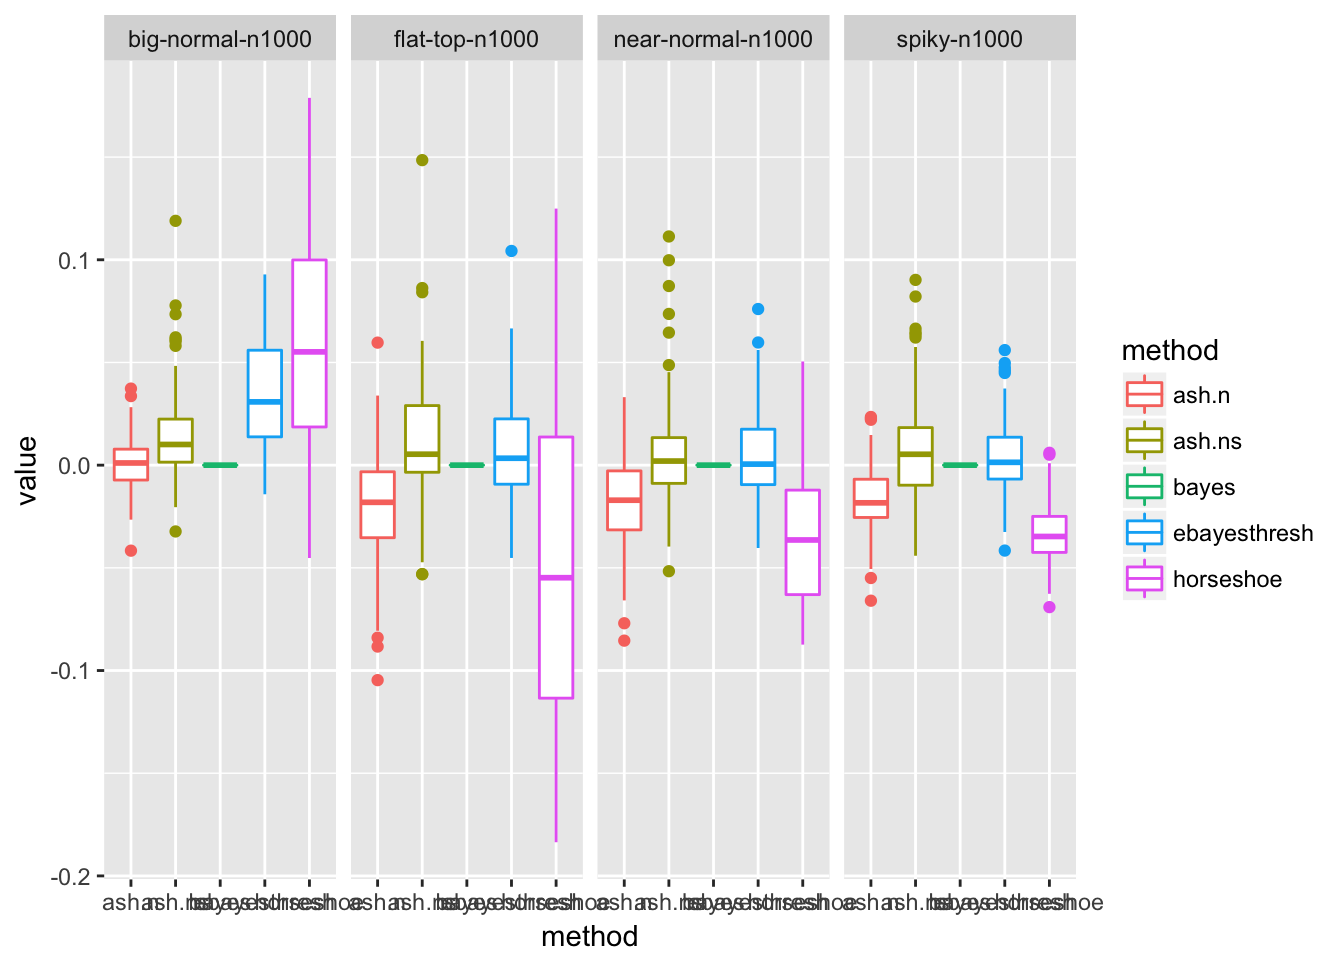 big-normal-n1000 flat-top-n1000 near-normal-n1000 spiky-n1000
value
0.1
0.0
-0.1
-0.2
method
method
ash.n
ash.ns
bayes
ebayesthresh
horseshoe